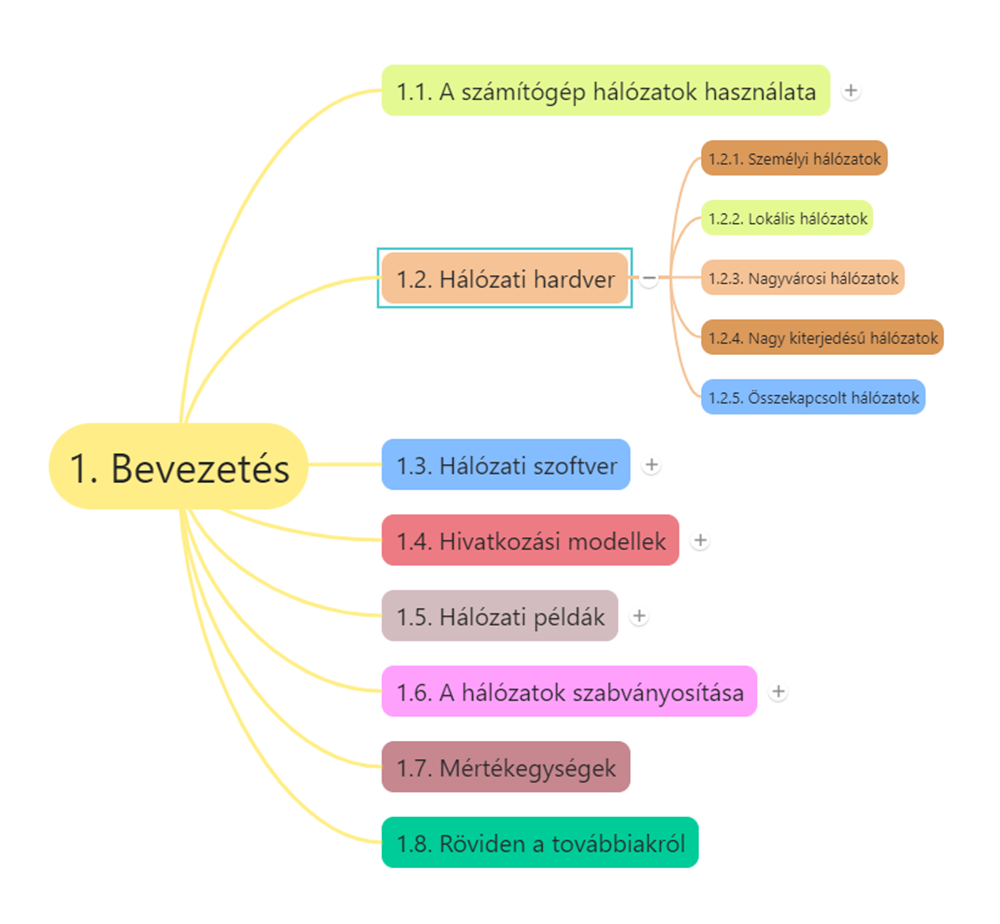 1. Bevezetés
1.1. A számítógép hálózatok használata
1.2. Hálózati hardver
1.2.1. Személyi hálózatok
1.2.2. Lokális hálózatok
1.2.3. Nagyvárosi hálózatok
1.2.4. Nagy kiterjedésű hálózatok
1.2.5. Összekapcsolt hálózatok
1.3. Hálózati szoftver
1.4. Hivatkozási modellek
1.5. Hálózati példák
1.6. A hálózatok szabványosítása
1.7. Mértékegységek
1.8. Röviden a továbbiakról